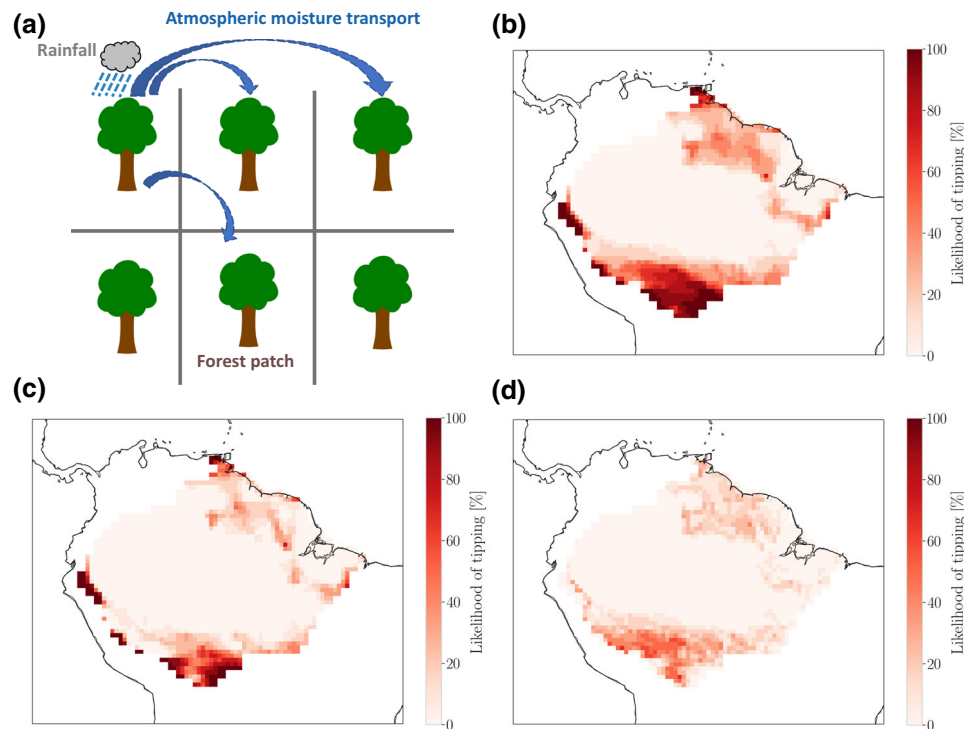 (a)
Atmospheric moisture transport
Rainfall
Forest patch
(b)
100
80
60
40
20
0
Likelihood of tipping [%]
(c)
100
80
60
40
20
0
Likelihood of tipping [%]
(d)
100
80
60
40
20
0
Likelihood of tipping [%]